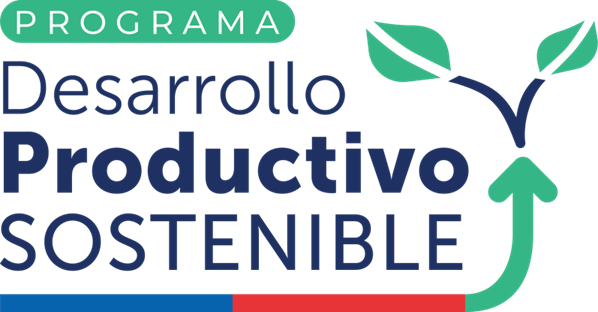 PROGRAMA
Desarrollo
Productivo
SOSTENIBLE